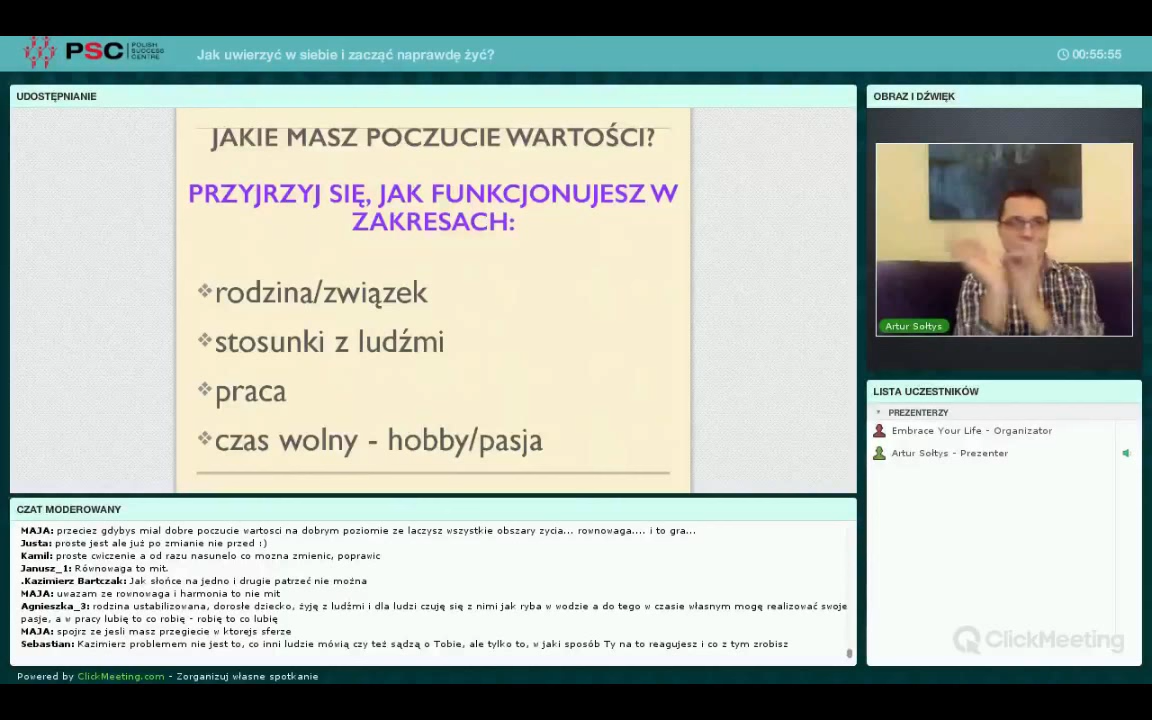 PSC POLISH SUCCESS CENTRE
Jak uwierzyć w siebie i zacząć naprawdę żyć?
00:55:55
UDOSTĘPNIANIE
JAKIE MASZ POCZUCIE WARTOŚCI?
PRZYJRZYJ SIĘ, JAK FUNKCJONUJESZ W
ZAKRESACH:
rodzina/związek
stosunki z ludźmi
praca
czas wolny - hobby/pasja
OBRAZ I DŹWIĘK
Artur Sołtys
LISTA UCZESTNIKÓW
PREZENTERZY
Embrace Your Life - Organizator
Artur Sołtys - Prezenter
ClickMeeting
CZAT MODEROWANY
MAJA: przeciez gdybys mial dobre poczucie wartosci na dobrym poziomie ze laczysz wszystkie obszary zycia... rownowaga.... i to gra...
Justa: proste jest ale już po zmianie nie przed :)
Kamil: proste cwiczenie a od razu nasunelo co mozna zmienic, poprawic
Janusz_1: Równowaga to mit.
.Kazimierz Bartczak: Jak słońce na jedno i drugie patrzeć nie można
MAJA: uwazam ze rownowaga i harmonia to nie mit
Agnieszka_3: rodzina ustabilizowana, dorosłe dziecko, żyję z ludźmi i dla ludzi czuję się z nimi jak ryba w wodzie a do tego w czasie własnym mogę realizować swoje
pasje, a w pracy lubię to co robię - robię to co lubię
MAJA: spojrz ze jesli masz przegiecie w ktorejs sferze
Sebastian: Kazimierz problemem nie jest to, co inni ludzie mówią czy też sądzą o Tobie, ale tylko to, w jaki sposób Ty na to reagujesz i co z tym zrobisz
Powered by ClickMeeting.com - Zorganizuj własne spotkanie